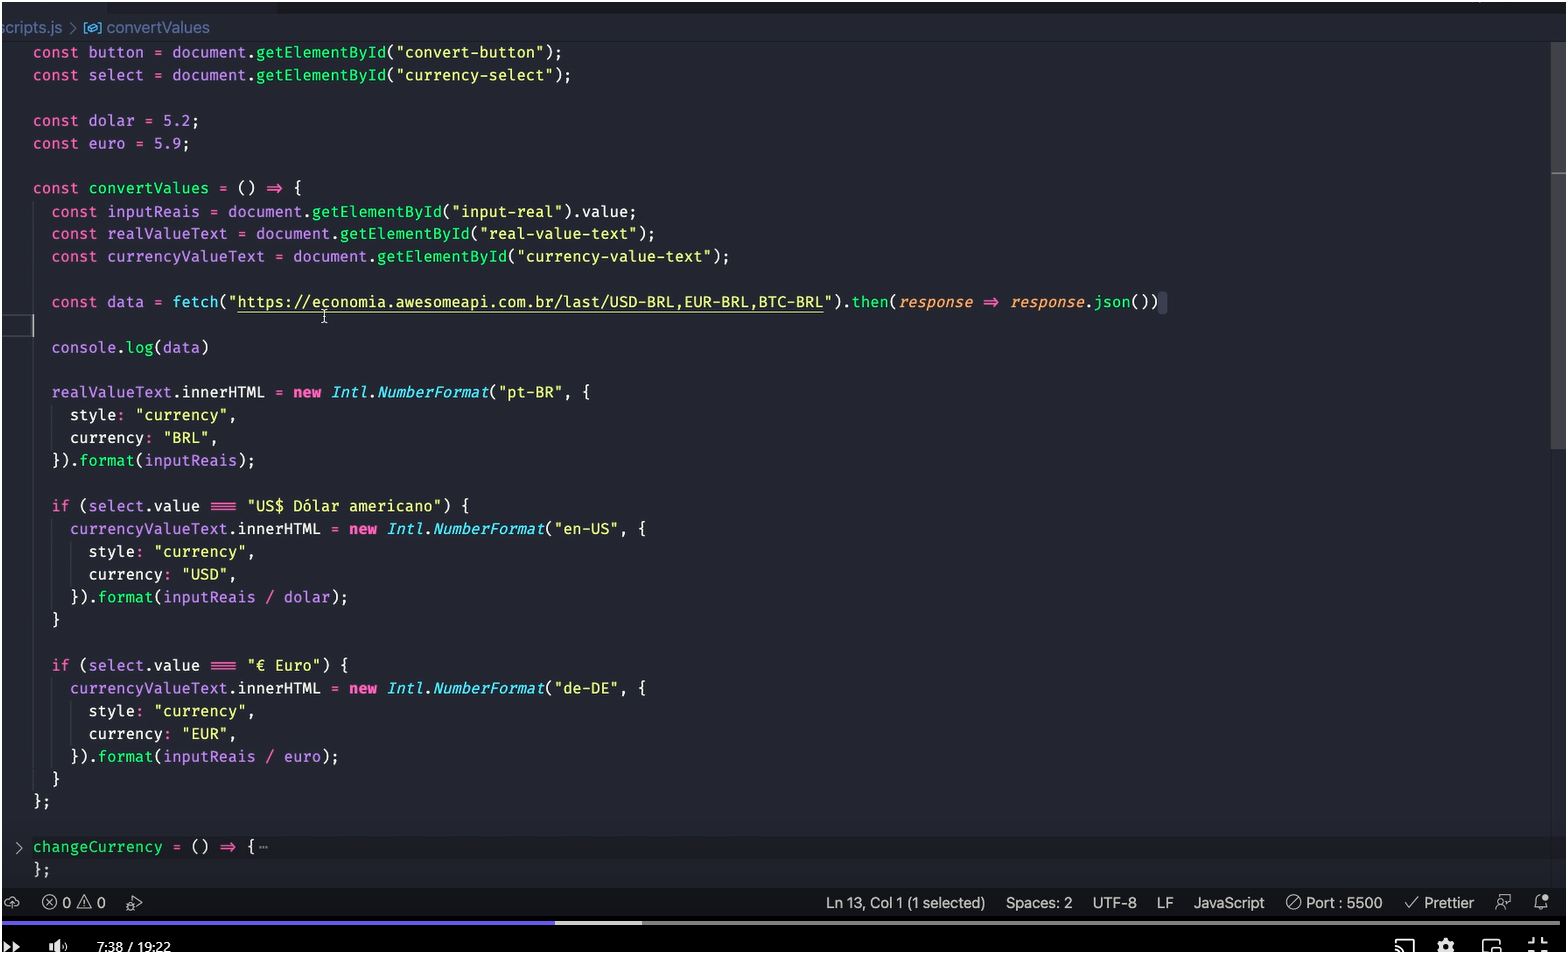 scripts.js > convertValues
const button = document.getElementById("convert-button");
const select = document.getElementById("currency-select");
const dolar = 5.2;
const euro = 5.9;
const convertValues = () => {
const inputReais = document.getElementById("input-real").value;
const realValueText = document.getElementById("real-value-text");
const currencyValueText = document.getElementById("currency-value-text");
const data = fetch("https://economia.awesomeapi.com.br/last/USD-BRL,EUR-BRL,BTC-BRL").then(response => response.json())
console.log(data)
realValueText.innerHTML = new Intl.NumberFormat("pt-BR", {
style: "currency",
currency: "BRL",
}).format(inputReais);
if (select.value === "US$ Dólar americano") {
currencyValueText.innerHTML = new Intl.NumberFormat("en-US", {
style: "currency",
currency: "USD",
}).format(inputReais / dolar);
}
if (select.value === "€ Euro") {
currencyValueText.innerHTML = new Intl.NumberFormat("de-DE", {
style: "currency",
currency: "EUR",
}).format(inputReais / euro);
}
};
changeCurrency = () => {···
};
0 0 Ln 13, Col 1 (1 selected) Spaces: 2 UTF-8 LF JavaScript Port : 5500 Prettier
7:38 / 19:22